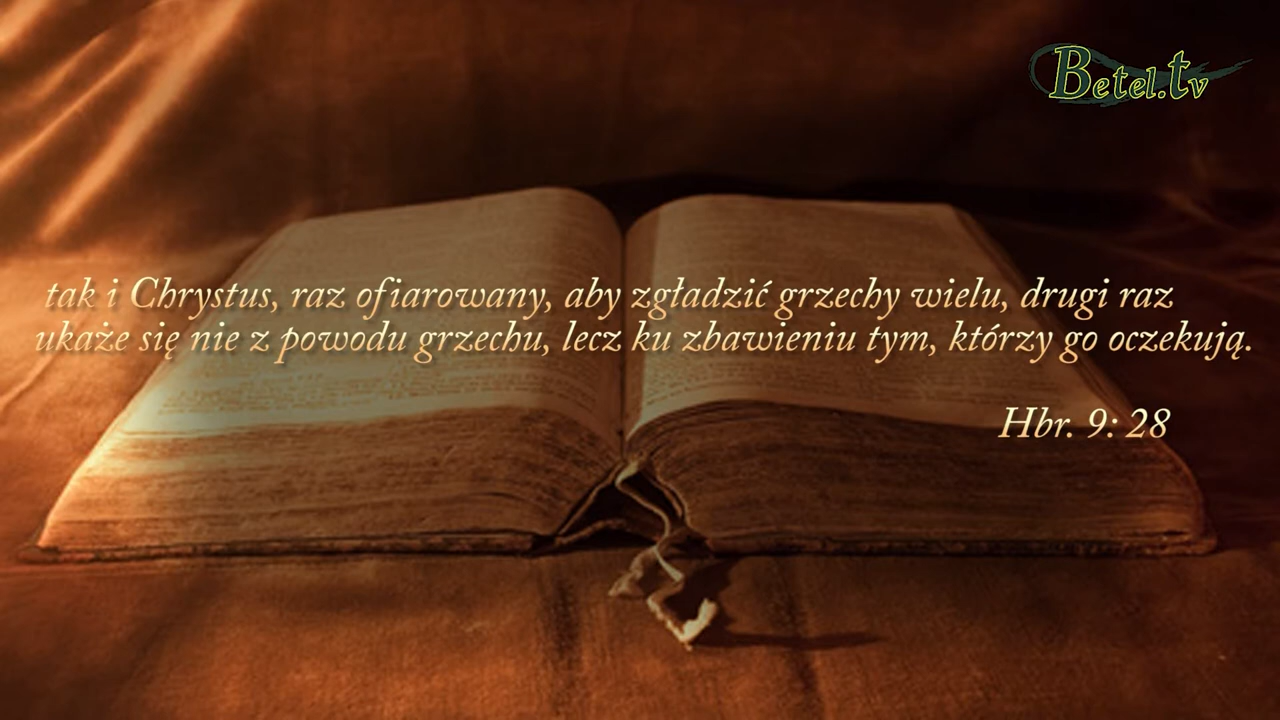 Betel.tv
tak i Chrystus, raz ofiarowany, aby zgładzić grzechy wielu, drugi raz
ukaże się nie z powodu grzechu, lecz ku zbawieniu tym, którzy go oczekują.
Hbr. 9: 28